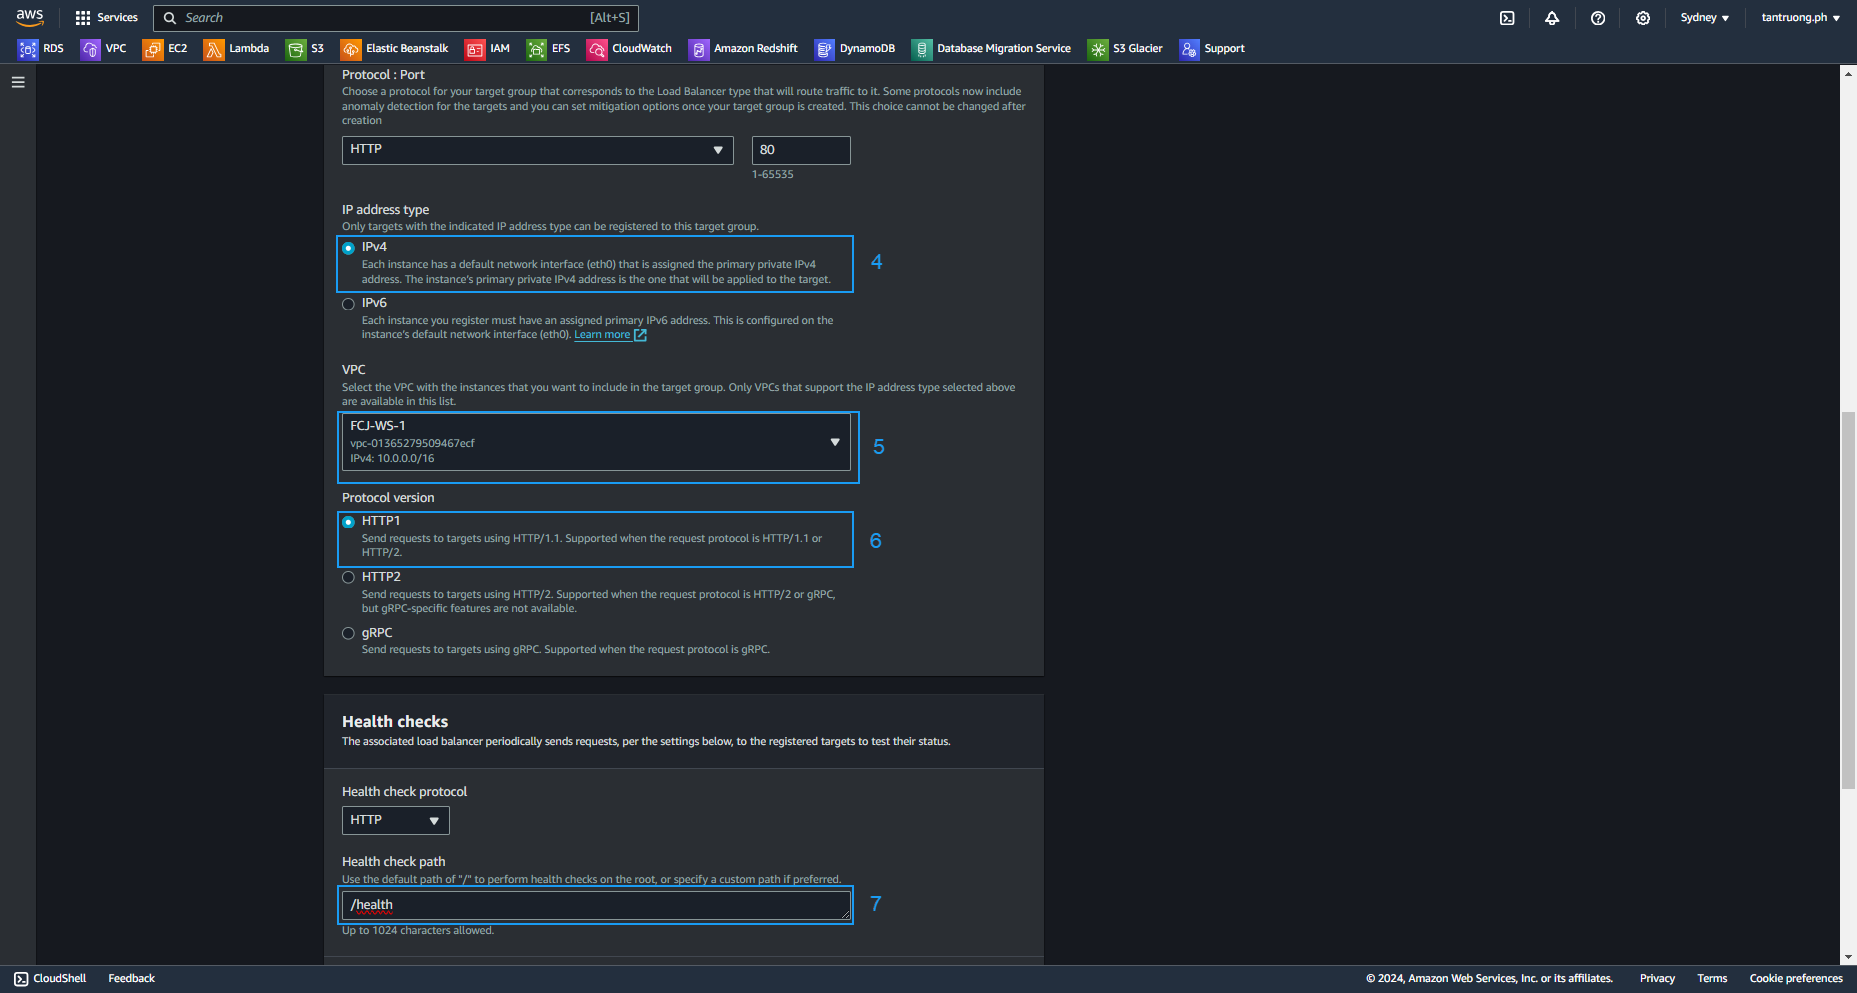 aws
Services
Search
[Alt+S]
Sydney
tantruong.ph
RDS
VPC
EC2
Lambda
S3
Elastic Beanstalk
IAM
EFS
CloudWatch
Amazon Redshift
DynamoDB
Database Migration Service
S3 Glacier
Support
Protocol : Port
Choose a protocol for your target group that corresponds to the Load Balancer type that will route traffic to it. Some protocols now include
anomaly detection for the targets and you can set mitigation options once your target group is created. This choice cannot be changed after
creation
HTTP
80
1-65535
IP address type
Only targets with the indicated IP address type can be registered to this target group.
IPv4
Each instance has a default network interface (eth0) that is assigned the primary private IPv4
address. The instance's primary private IPv4 address is the one that will be applied to the target.
4
IPv6
Each instance you register must have an assigned primary IPv6 address. This is configured on the
instance's default network interface (eth0). Learn more
VPC
Select the VPC with the instances that you want to include in the target group. Only VPCs that support the IP address type selected above
are available in this list.
FCJ-WS-1
vpc-01365279509467ecf
IPv4: 10.0.0.0/16
5
Protocol version
HTTP1
Send requests to targets using HTTP/1.1. Supported when the request protocol is HTTP/1.1 or
HTTP/2.
6
HTTP2
Send requests to targets using HTTP/2. Supported when the request protocol is HTTP/2 or gRPC,
but gRPC-specific features are not available.
gRPC
Send requests to targets using gRPC. Supported when the request protocol is gRPC.
Health checks
The associated load balancer periodically sends requests, per the settings below, to the registered targets to test their status.
Health check protocol
HTTP
Health check path
Use the default path of "/" to perform health checks on the root, or specify a custom path if preferred.
/health
7
Up to 1024 characters allowed.
CloudShell
Feedback
© 2024, Amazon Web Services, Inc. or its affiliates.
Privacy
Terms
Cookie preferences